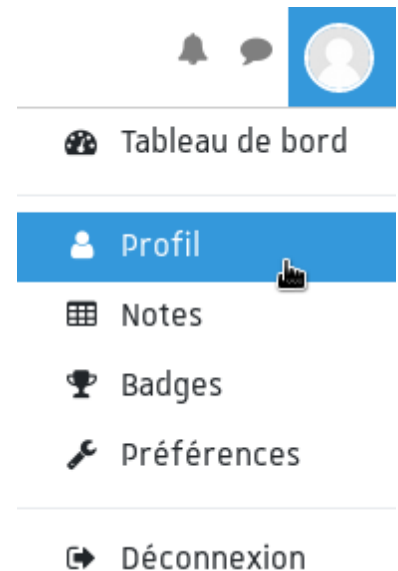 Tableau de bord
Profil
Notes
Badges
Préférences
Déconnexion